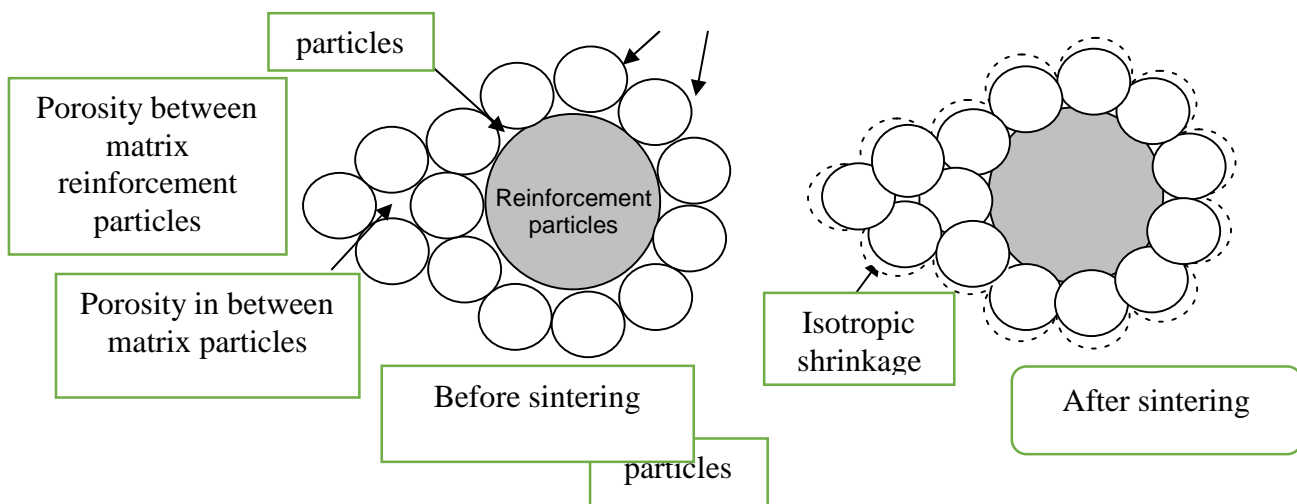 particles
Porosity between
matrix
reinforcement
particles
Reinforcement
particles
Porosity in between
matrix particles
Isotropic
shrinkage
Before sintering
After sintering
particles